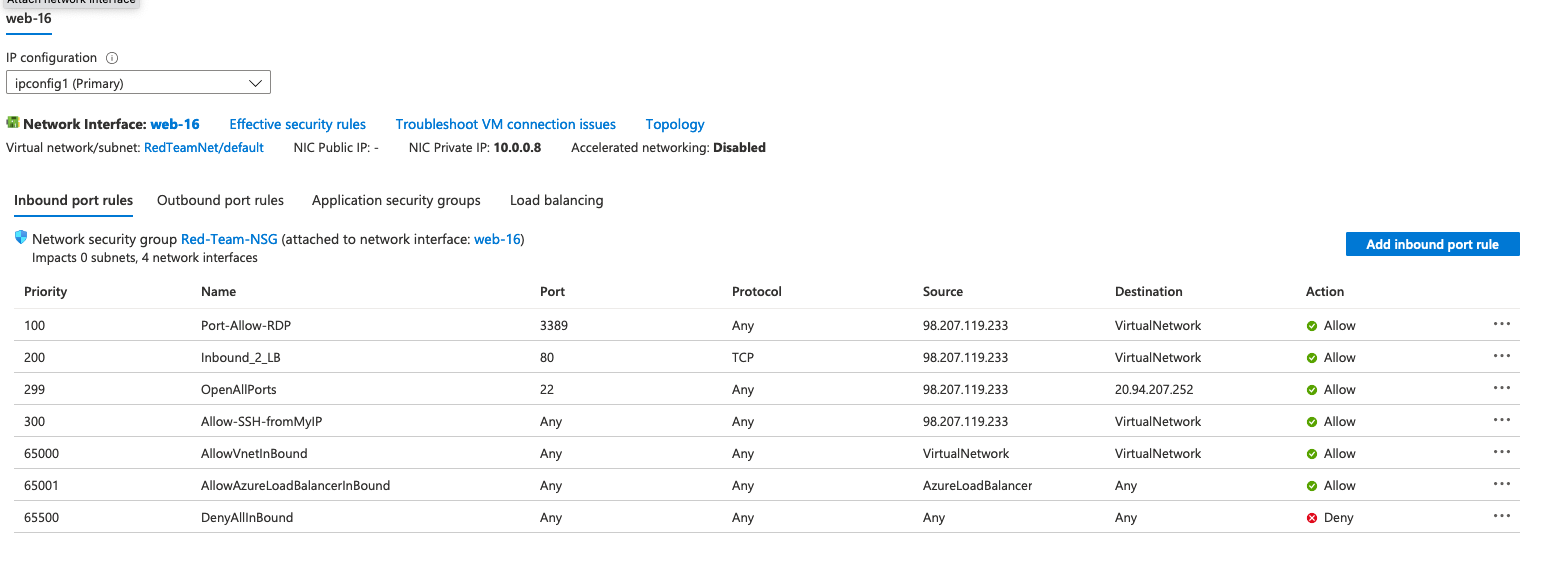 Attach network interface
web-16
IP configuration
ipconfig1 (Primary)
Network Interface: web-16 Effective security rules Troubleshoot VM connection issues Topology
Virtual network/subnet: RedTeamNet/default NIC Public IP: - NIC Private IP: 10.0.0.8 Accelerated networking: Disabled
Inbound port rules Outbound port rules Application security groups Load balancing
Network security group Red-Team-NSG (attached to network interface: web-16)
Impacts 0 subnets, 4 network interfaces
Add inbound port rule
Priority Name Port Protocol Source Destination Action
100 Port-Allow-RDP 3389 Any 98.207.119.233 VirtualNetwork Allow
200 Inbound_2_LB 80 TCP 98.207.119.233 VirtualNetwork Allow
299 OpenAllPorts 22 Any 98.207.119.233 20.94.207.252 Allow
300 Allow-SSH-fromMyIP Any Any 98.207.119.233 VirtualNetwork Allow
65000 AllowVnetInBound Any Any VirtualNetwork VirtualNetwork Allow
65001 AllowAzureLoadBalancerInBound Any Any AzureLoadBalancer Any Allow
65500 DenyAllInBound Any Any Any Any Deny